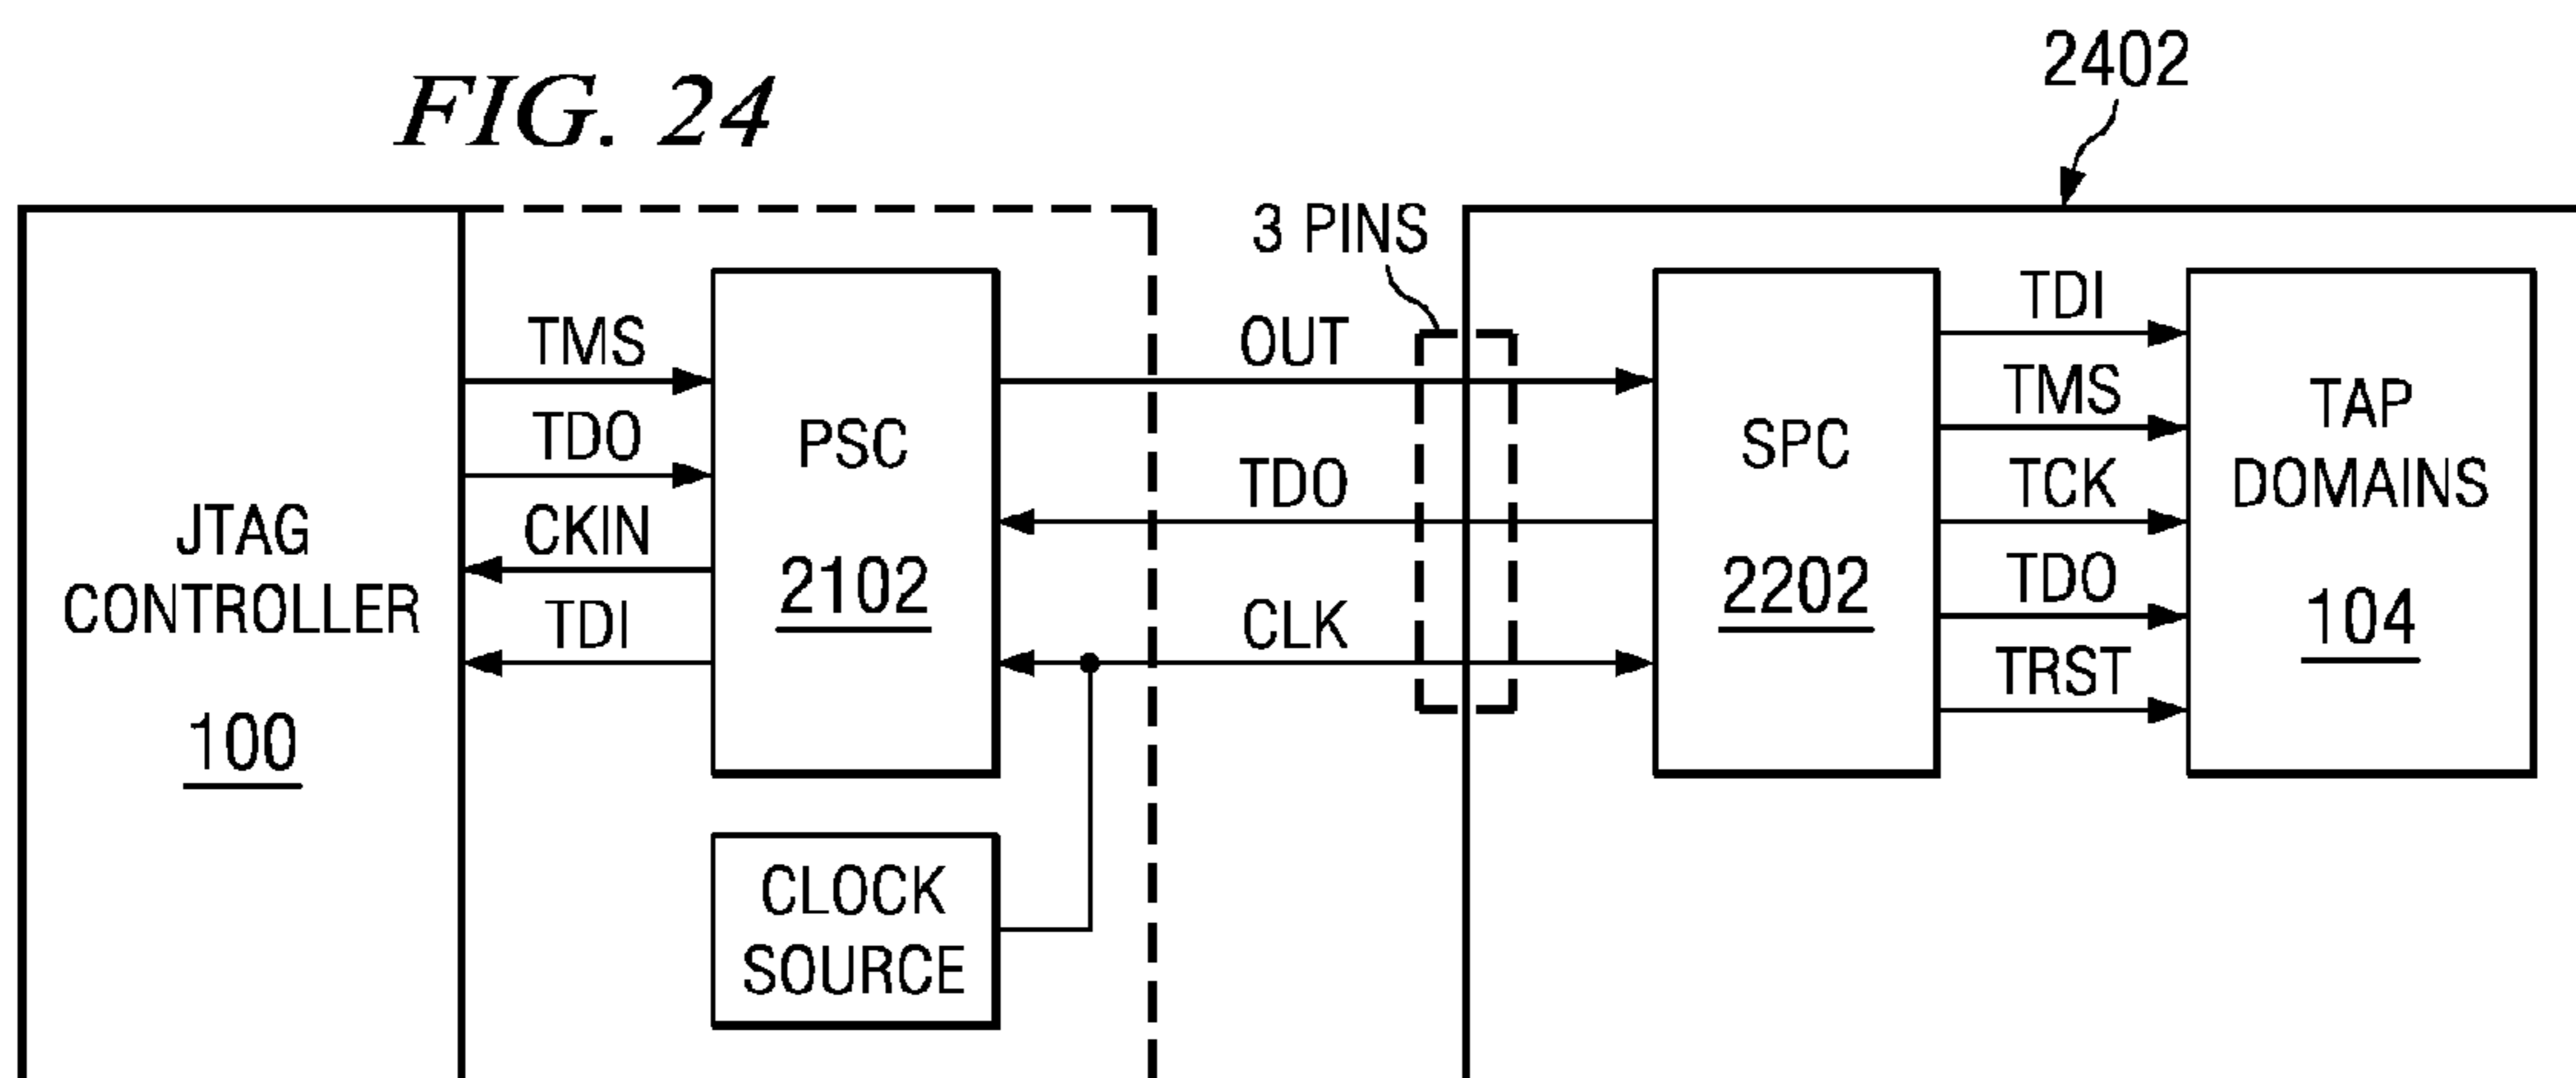 FIG. 24
2402
3 PINS
JTAG
CONTROLLER
100
TMS
TDO
CKIN
TDI
PSC
2102
CLOCK
SOURCE
OUT
TDO
CLK
SPC
2202
TDI
TMS
TCK
TDO
TRST
TAP
DOMAINS
104